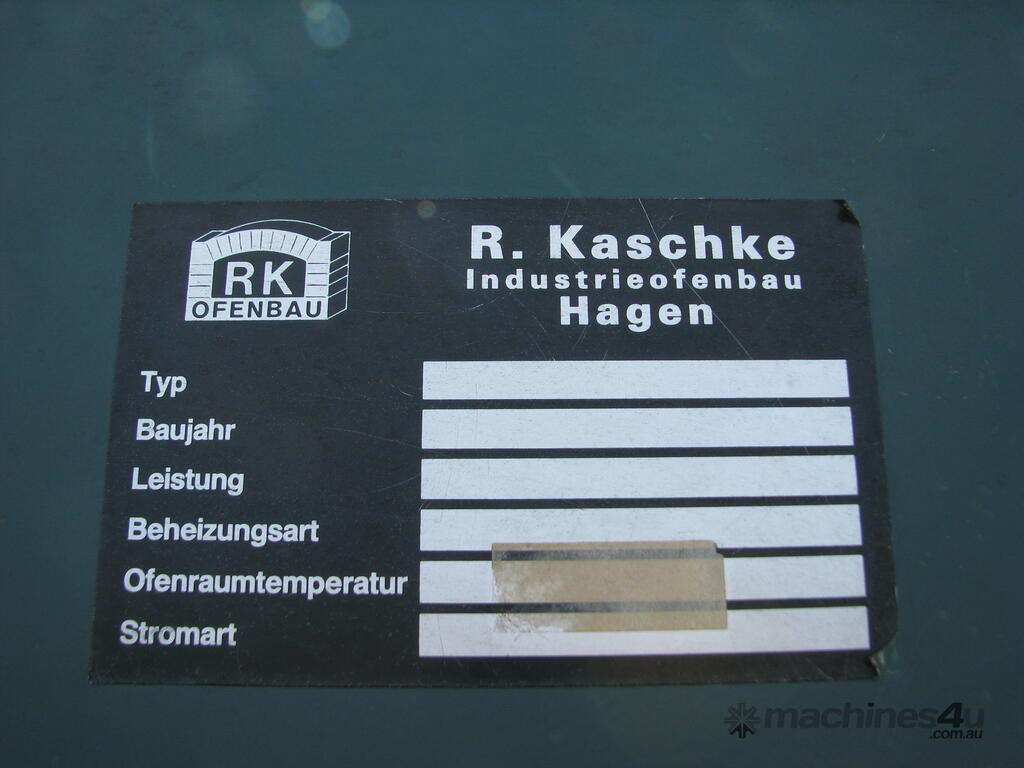 RK
OFENBAU
R. Kaschke
Industrieofenbau
Hagen
Typ
Baujahr
Leistung
Beheizungsart
Ofenraumtemperatur
Stromart
machines4u
.com.au